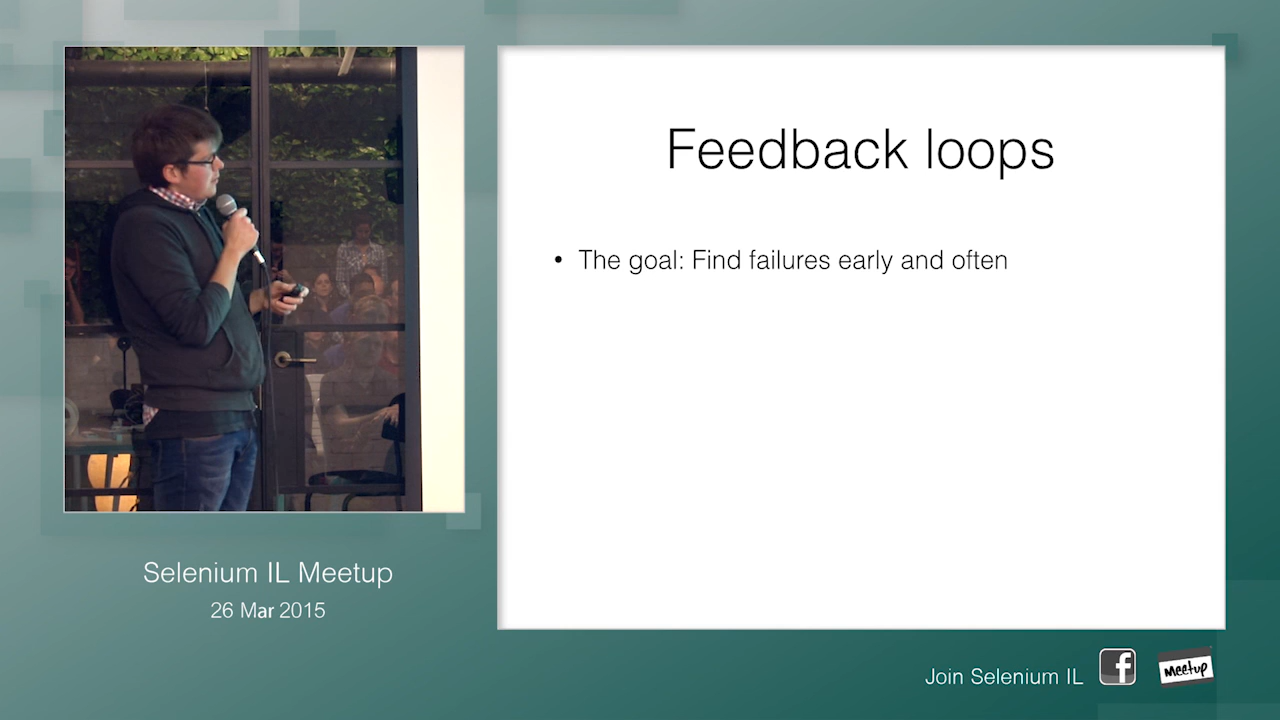 Feedback loops
• The goal: Find failures early and often
Selenium IL Meetup
26 Mar 2015
Join Selenium IL
f
Meetup